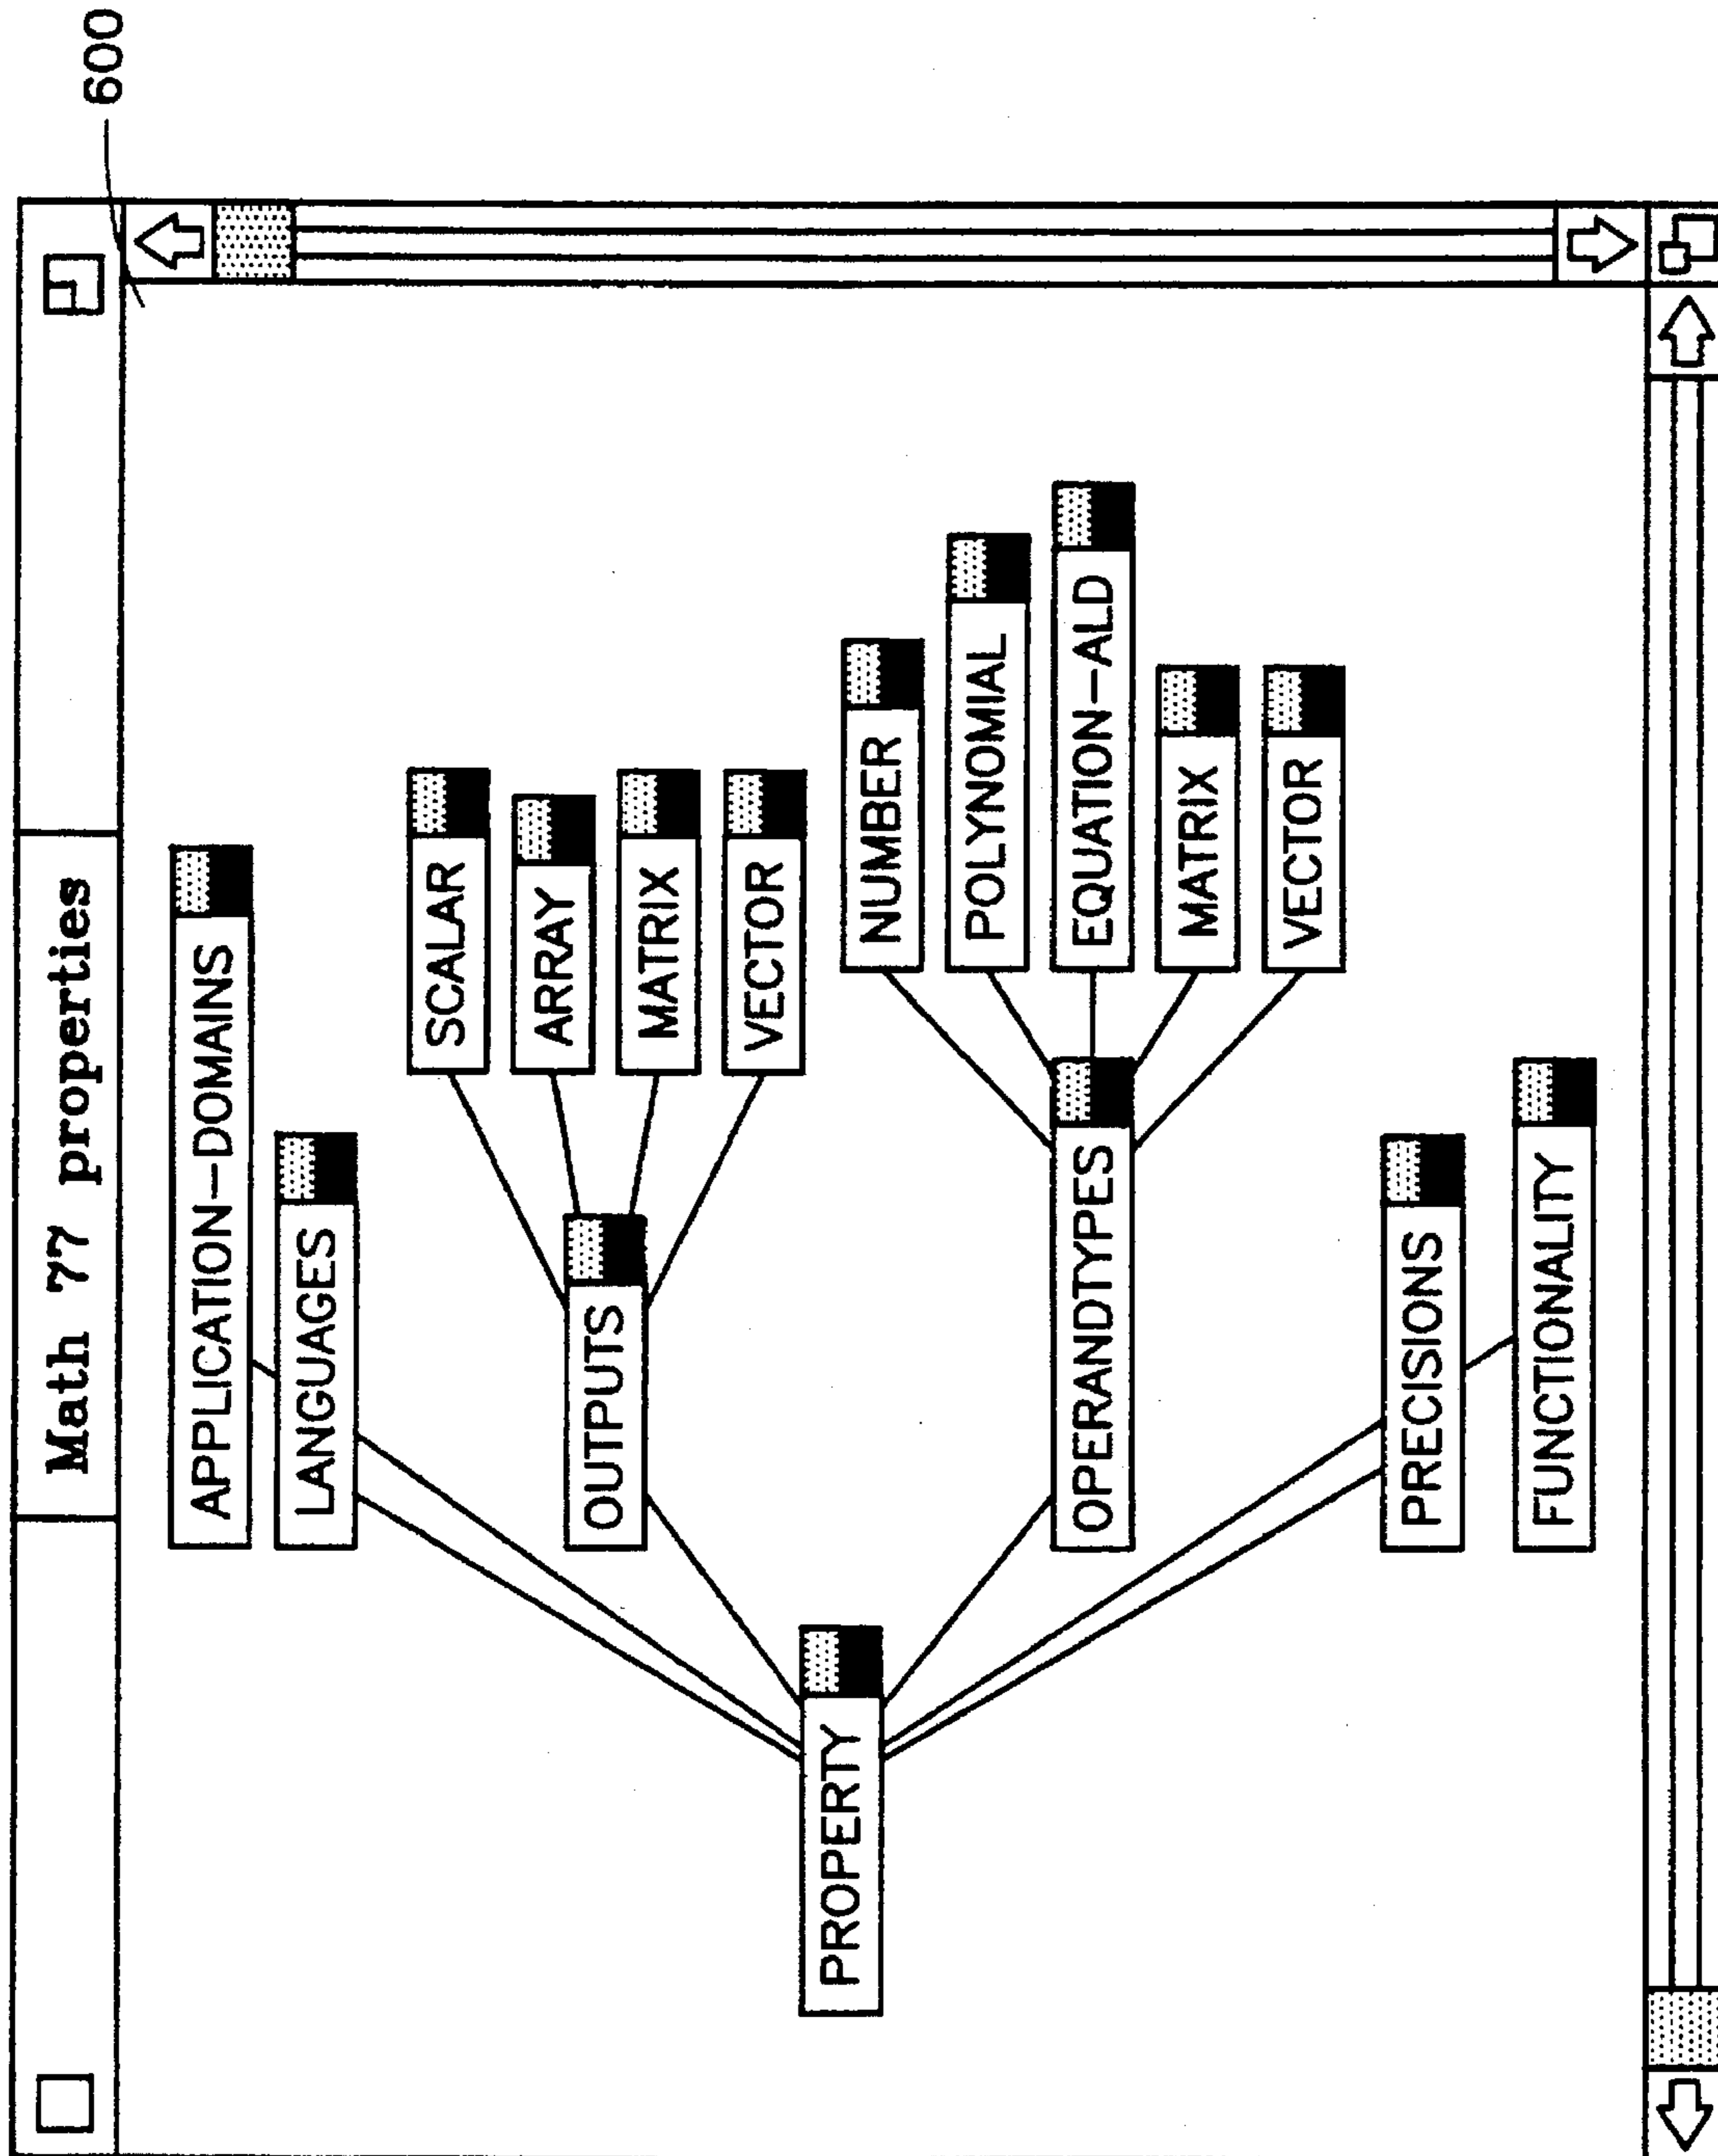 600
Math 77 properties
APPLICATION-DOMAINS
LANGUAGES
SCALAR
ARRAY
OUTPUTS
MATRIX
VECTOR
PROPERTY
NUMBER
POLYNOMIAL
OPERANDTYPES
EQUATION-ALD
MATRIX
VECTOR
PRECISIONS
FUNCTIONALITY